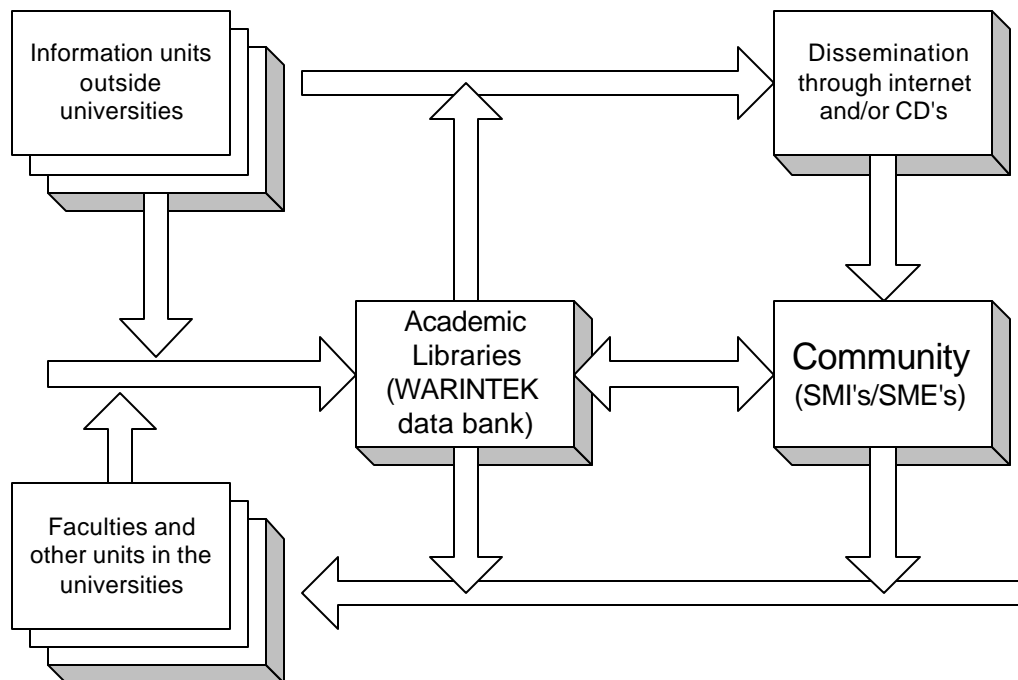 Information units
outside
universities
Dissemination
through internet
and/or CD's
Academic
Libraries
(WARINTEK
data bank)
Community
(SMI's/SME's)
Faculties and
other units in the
universities